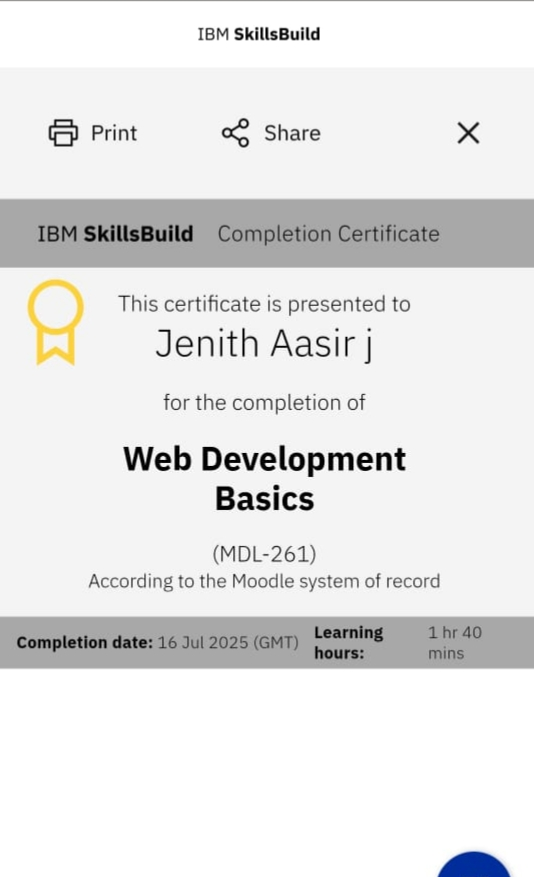 IBM SkillsBuild
Print
Share
IBM SkillsBuild Completion Certificate
This certificate is presented to
Jenith Aasir j
for the completion of
Web Development
Basics
(MDL-261)
According to the Moodle system of record
Completion date: 16 Jul 2025 (GMT)
Learning
hours:
1 hr 40
mins